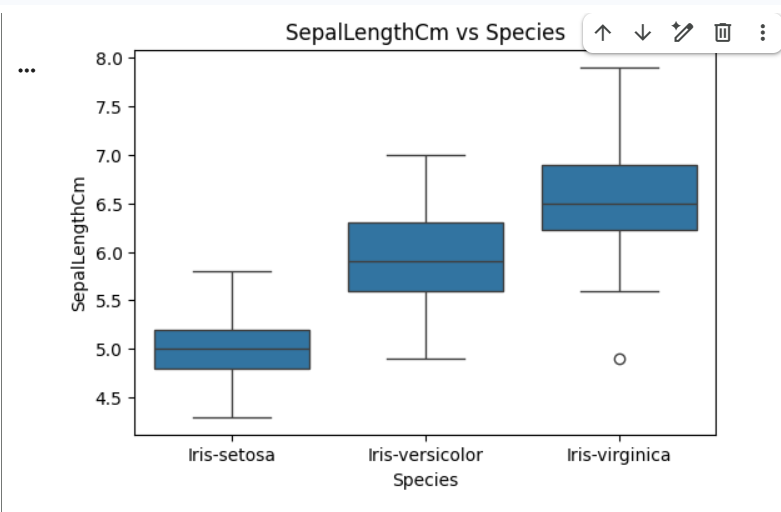 SepalLengthCm vs Species
SepalLengthCm
8.0
7.5
7.0
6.5
6.0
5.5
5.0
4.5
Iris-setosa Iris-versicolor Iris-virginica
Species